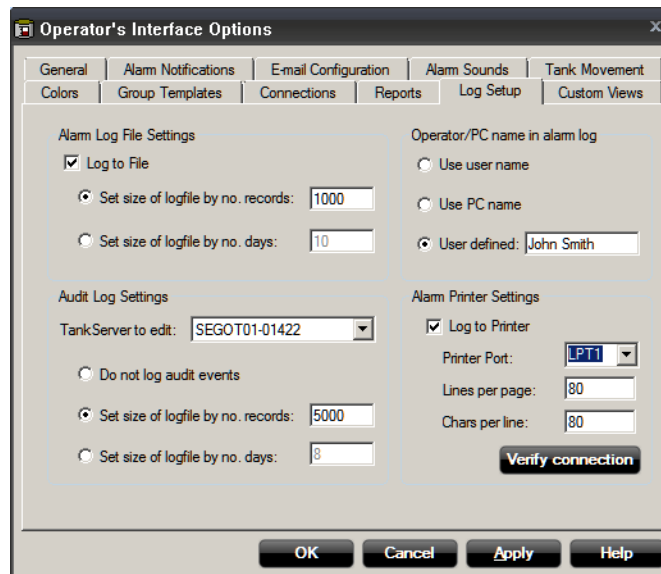 Operator's Interface Options
General Alarm Notifications E-mail Configuration Alarm Sounds Tank Movement
Colors Group Templates Connections Reports Log Setup Custom Views
Alarm Log File Settings
Log to File
Set size of logfile by no. records: 1000
Set size of logfile by no. days: 10
Operator/PC name in alarm log
Use user name
Use PC name
User defined: John Smith
Audit Log Settings
TankServer to edit: SEGOT01-01422
Do not log audit events
Set size of logfile by no. records: 5000
Set size of logfile by no. days: 8
Alarm Printer Settings
Log to Printer
Printer Port: LPT1
Lines per page: 80
Chars per line: 80
Verify connection
OK Cancel Apply Help